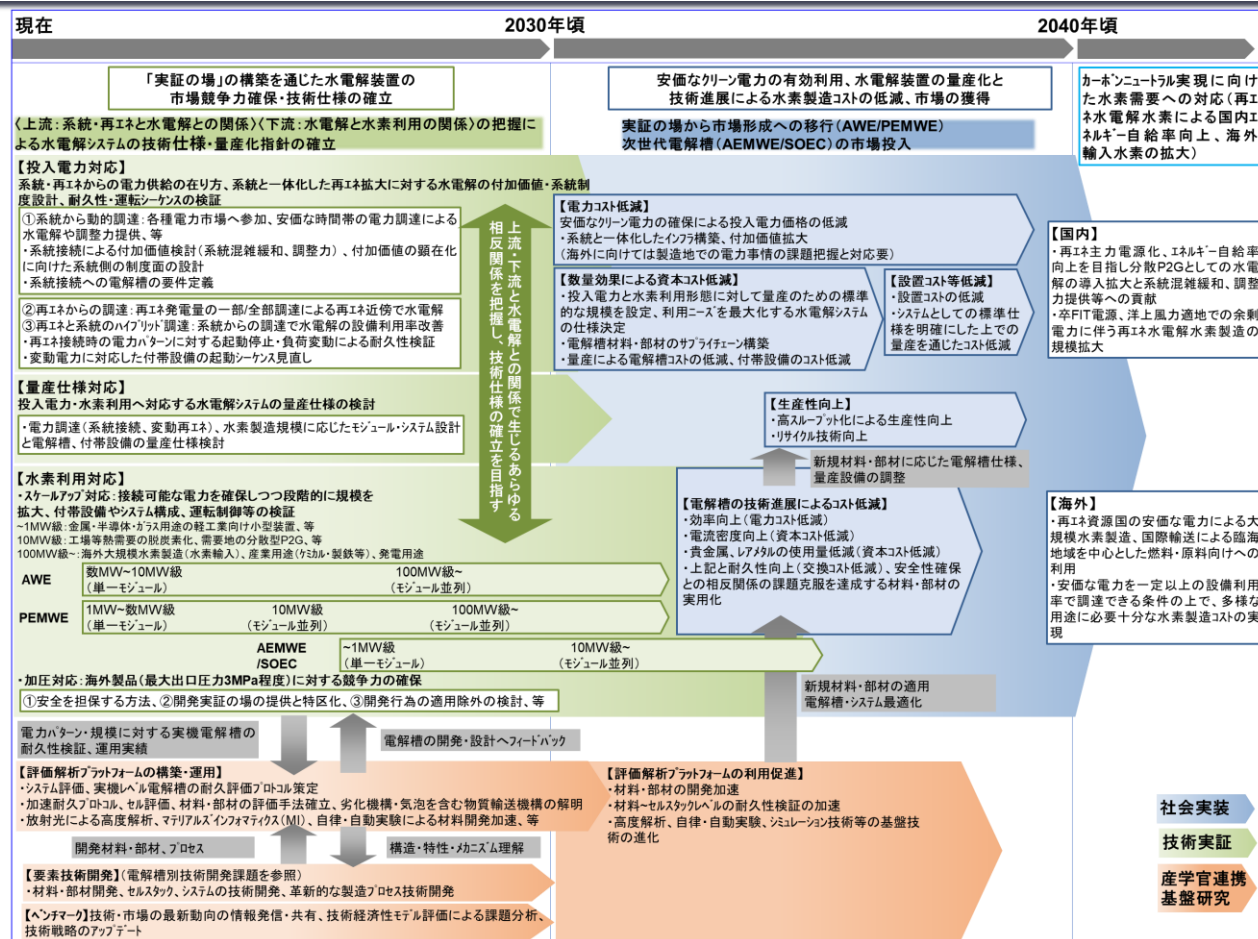 現在
2030年頃
2040年頃
「実証の場」の構築を通じた水電解装置の
市場競争力確保・技術仕様の確立
安価なクリーン電力の有効利用、水電解装置の量産化と
技術進展による水素製造コストの低減、市場の獲得
カーボンニュートラル実現に向け
た水素需要への対応（再エ
ネ水電解水素による国内エ
ネルギー自給率向上、海外
輸入水素の拡大）
〈上流：系統・再エネと水電解との関係〉〈下流：水電解と水素利用の関係〉の把握に
よる水電解システムの技術仕様・量産化指針の確立
実証の場から市場形成への移行（AWE/PEMWE）
次世代電解槽（AEMWE/SOEC）の市場投入
【投入電力対応】
系統・再エネからの電力供給の在り方、系統と一体化した再エネ拡大に対する水電解の付加価値・系統制
度設計、耐久性・運転シーケンスの検証
①系統から動的調達：各種電力市場へ参加、安価な時間帯の電力調達による
水電解や調整力提供、等
・系統接続による付加価値検討（系統混雑緩和、調整力）、付加価値の顕在化
に向けた系統側の制度面の設計
・系統接続への電解槽の要件定義
②再エネからの調達：再エネ発電量の一部/全部調達による再エネ近傍で水電解
③再エネと系統のハイブリッド調達：系統からの調達で水電解の設備利用率改善
・再エネ接続時の電力パターンに対する起動停止・負荷変動による耐久性検証
・変動電力に対応した付帯設備の起動シーケンス見直し
上流・下流と水電解との関係で生じるあらゆる
相反関係を把握し、技術仕様の確立を目指す
【電力コスト低減】
安価なクリーン電力の確保による投入電力価格の低減
・系統と一体化したインフラ構築、付加価値拡大
（海外に向けては製造地での電力事情の課題把握と対応要）
【数量効果による資本コスト低減】
・投入電力と水素利用形態に対して量産のための標準
的な規模を設定、利用ニーズを最大化する水電解システム
の仕様決定
・電解槽材料・部材のサプライチェーン構築
・量産による電解槽コストの低減、付帯設備のコスト低減
【設置コスト等低減】
・設置コストの低減
・システムとしての標準仕
様を明確にした上での
量産を通じたコスト低減
【国内】
・再エネ主力電源化、エネルギー自給率
向上を目指し分散P2Gとしての水電
解の導入拡大と系統混雑緩和、調整
力提供等への貢献
・卒FIT電源、洋上風力適地での余剰
電力に伴う再エネ水電解水素製造の
規模拡大
【量産仕様対応】
投入電力・水素利用へ対応する水電解システムの量産仕様の検討
・電力調達（系統接続、変動再エネ）、水素製造規模に応じたモジュール・システム設計
と電解槽、付帯設備の量産仕様検討
【生産性向上】
・高スループット化による生産性向上
・リサイクル技術向上
新規材料・部材に応じた電解槽仕様、
量産設備の調整
【水素利用対応】
・スケールアップ対応：接続可能な電力を確保しつつ段階的に規模を
拡大、付帯設備やシステム構成、運転制御等の検証
~1MW級：金属・半導体・ガラス用途の軽工業向け小型装置、等
10MW級：工場等熱需要の脱炭素化、需要地の分散型P2G、等
100MW級~：海外大規模水素製造（水素輸入）、産業用途（ケミカル・製鉄等）、発電用途
AWE
数MW~10MW級
（単一モジュール）
100MW級~
（モジュール並列）
PEMWE
1MW~数MW級
（単一モジュール）
10MW級
（モジュール並列）
100MW級~
（モジュール並列）
AEMWE
/SOEC
~1MW級
（単一モジュール）
10MW級~
（モジュール並列）
・加圧対応：海外製品（最大出口圧力3MPa程度）に対する競争力の確保
①安全を担保する方法、②開発実証の場の提供と特区化、③開発行為の適用除外の検討、等
【電解槽の技術進展によるコスト低減】
・効率向上（電力コスト低減）
・電流密度向上（資本コスト低減）
・貴金属、レアメタルの使用量低減（資本コスト低減）
・上記と耐久性向上（交換コスト低減）、安全性確保
との相反関係の課題克服を達成する材料・部材の
実用化
【海外】
・再エネ資源国の安価な電力による大
規模水素製造、国際輸送による臨海
地域を中心とした燃料・原料向けへの
利用
・安価な電力を一定以上の設備利用
率で調達できる条件の上で、多様な
用途に必要十分な水素製造コストの実
現
新規材料・部材の適用
電解槽・システム最適化
電力パターン・規模に対する実機電解槽の
耐久性検証、運用実績
電解槽の開発・設計へフィードバック
【評価解析プラットフォームの構築・運用】
・システム評価、実機レベル電解槽の耐久評価プロトコル策定
・加速耐久プロトコル、セル評価、材料・部材の評価手法確立、劣化機構・気泡を含む物質輸送機構の解明
・放射光による高度解析、マテリアルズインフォマティクス（MI）、自律・自動実験による材料開発加速、等
【評価解析プラットフォームの利用促進】
・材料・部材の開発加速
・材料~セルスタックレベルの耐久性検証の加速
・高度解析、自律・自動実験、シミュレーション技術等の基盤技
術の進化
開発材料・部材、プロセス
構造・特性・メカニズム理解
【要素技術開発】（電解槽別技術開発課題を参照）
・材料・部材開発、セルスタック、システムの技術開発、革新的な製造プロセス技術開発
【ベンチマーク】技術・市場の最新動向の情報発信・共有、技術経済性モデル評価による課題分析、
技術戦略のアップデート
社会実装
技術実証
産学官連携
基盤研究